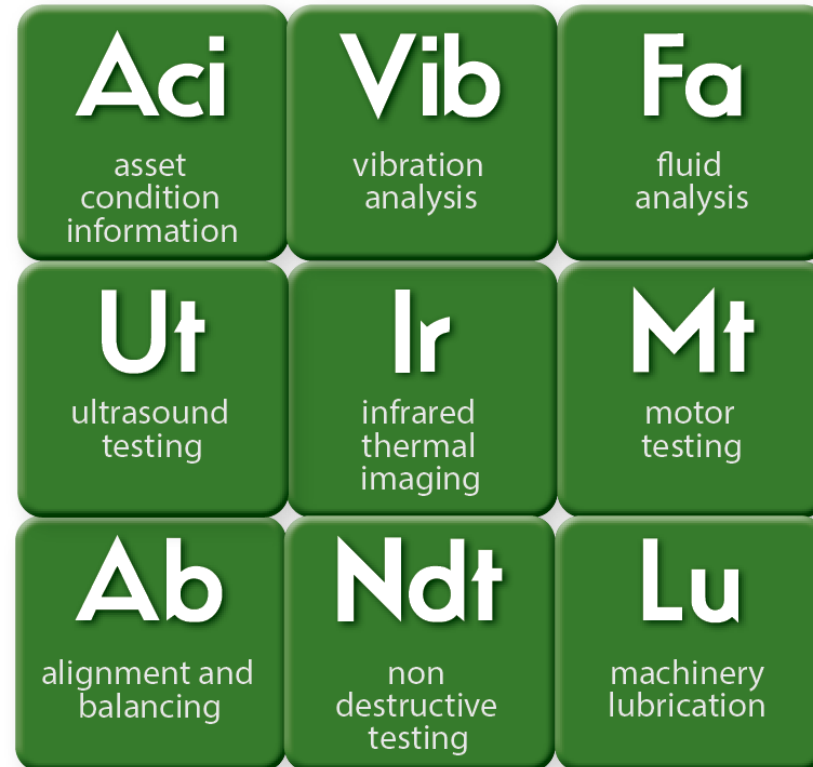 Aci
asset
condition
information
Vib
vibration
analysis
Fa
fluid
analysis
Ut
ultrasound
testing
Ir
infrared
thermal
imaging
Mt
motor
testing
Ab
alignment and
balancing
Ndt
non
destructive
testing
Lu
machinery
lubrication